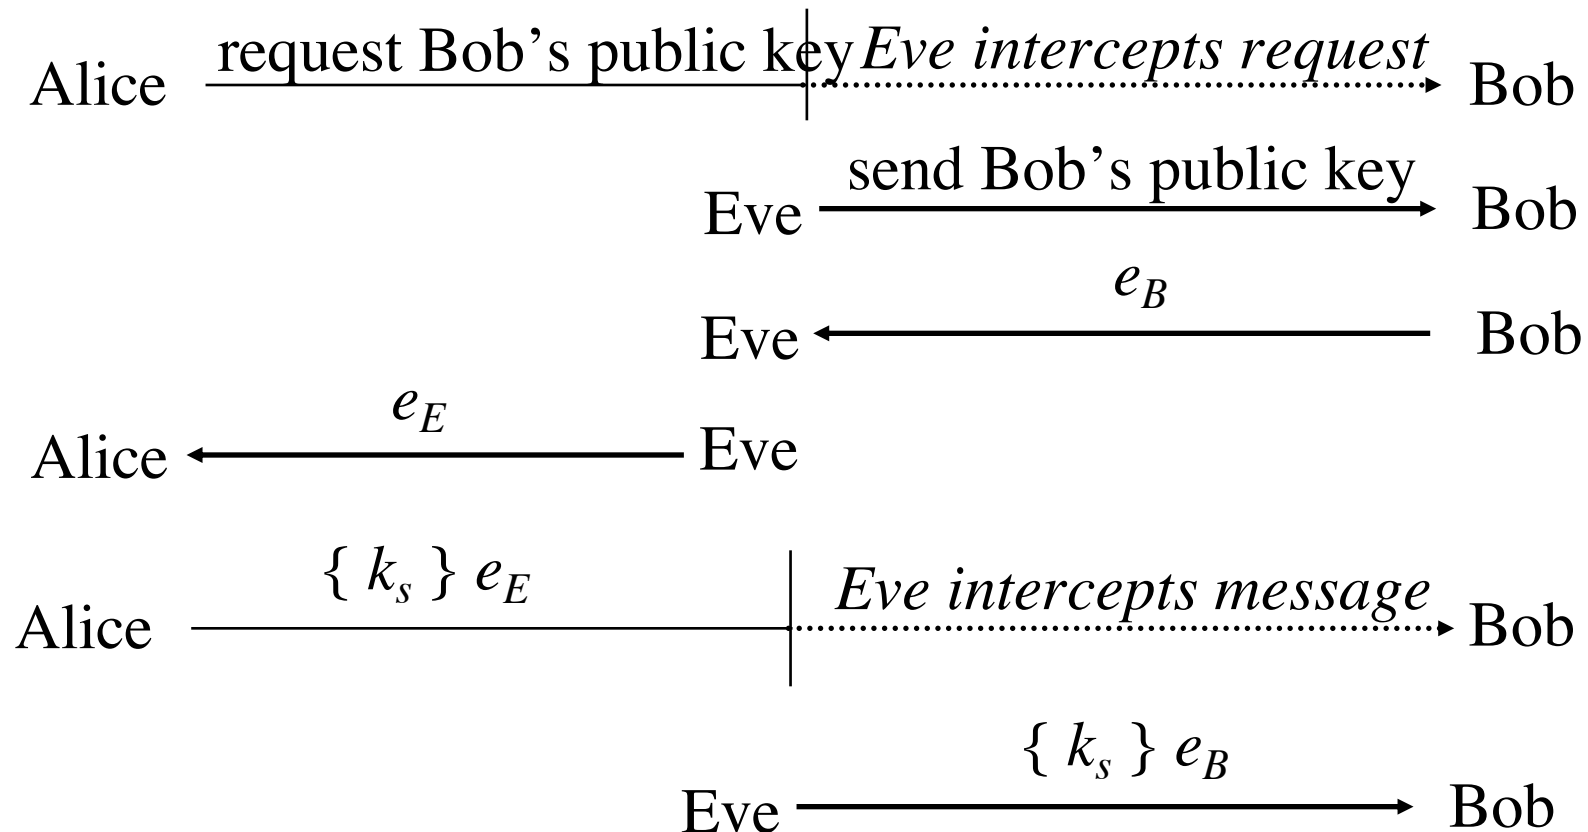 Alice request Bob's public key Eve intercepts request Bob
Eve send Bob's public key Bob
Eve e_B Bob
Alice e_E Eve
Alice { k_s } e_E Eve intercepts message Bob
Eve { k_s } e_B Bob